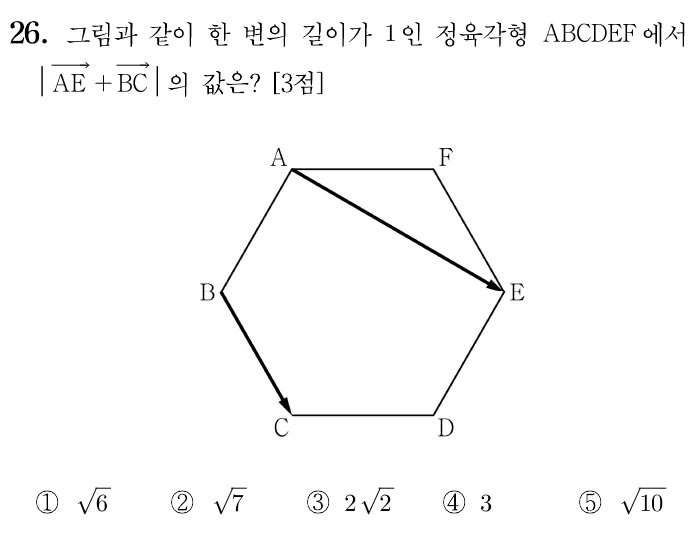 26. 그림과 같이 한 변의 길이가 1인 정육각형 ABCDEF에서
|AE + BC|의 값은? [3점]
A F
B E
C D
① √6 ② √7 ③ 2√2 ④ 3 ⑤ √10